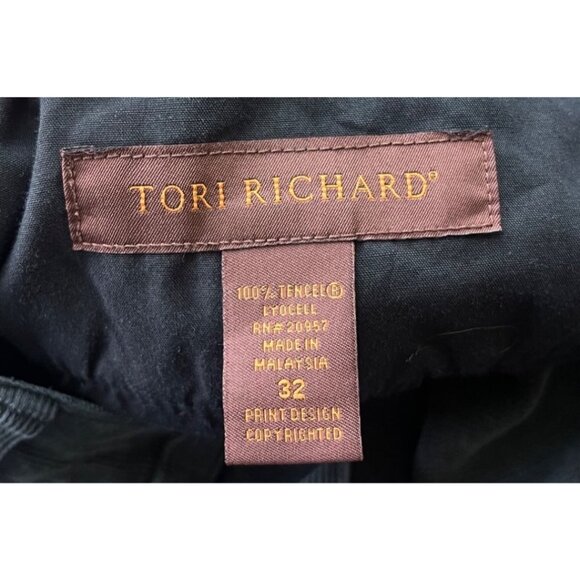 TORI RICHARD®
100% TENCEL®
LYOCELL
RN#20957
MADE IN
MALAYSIA
32
PRINT DESIGN
COPYRIGHTED